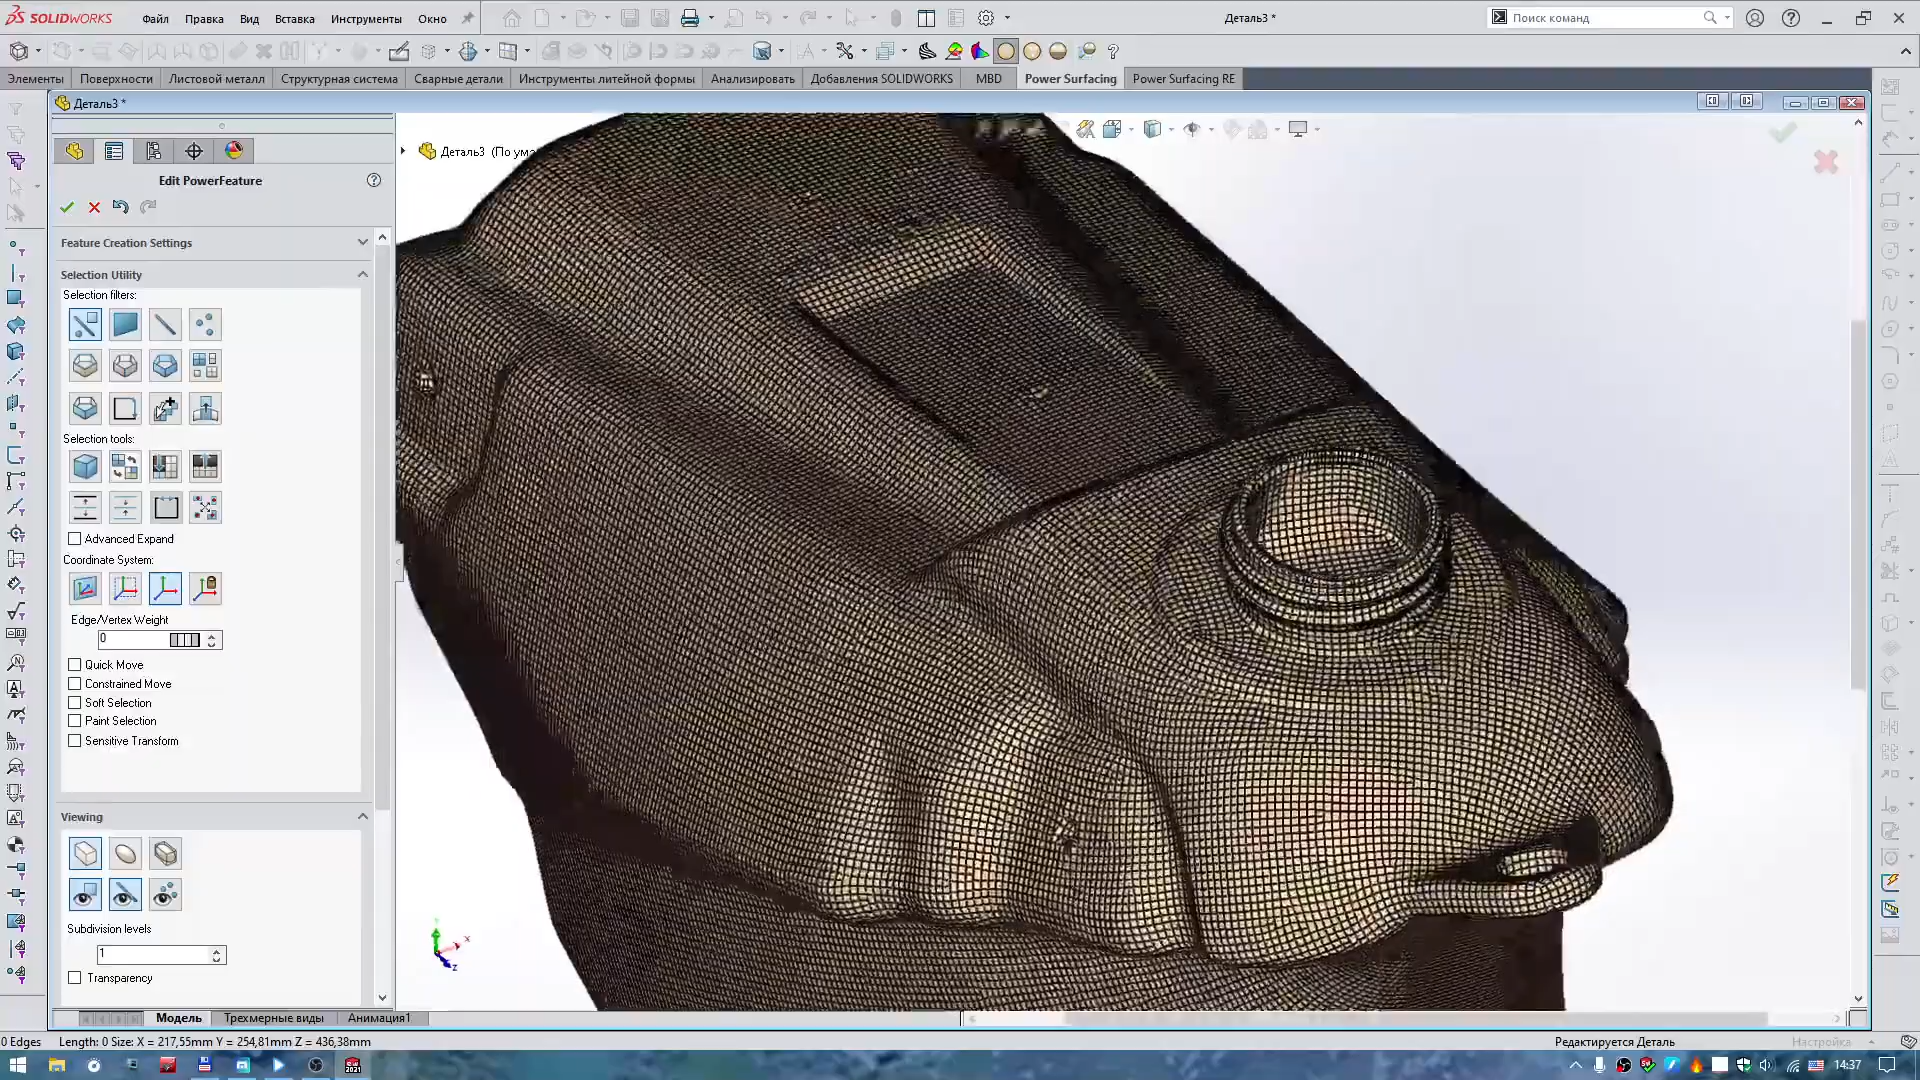 SOLIDWORKS
Файл
Правка
Вид
Вставка
Инструменты
Окно
Деталь3 *
Поиск команд
Элементы
Поверхности
Листовой металл
Структурная система
Сварные детали
Инструменты литейной формы
Анализировать
Добавления SOLIDWORKS
MBD
Power Surfacing
Power Surfacing RE
Деталь3 *
Деталь3 (По ума
Edit PowerFeature
Feature Creation Settings
Selection Utility
Selection filters:
Selection tools:
Advanced Expand
Coordinate System:
Edge/Vertex Weight
0
Quick Move
Constrained Move
Soft Selection
Paint Selection
Sensitive Transform
Viewing
Subdivision levels
1
Transparency
Модель
Трехмерные виды
Анимация1
0 Edges
Length: 0 Size: X = 217,55mm Y = 254,81mm Z = 436,38mm
Редактируется Деталь
Настройка
14:37